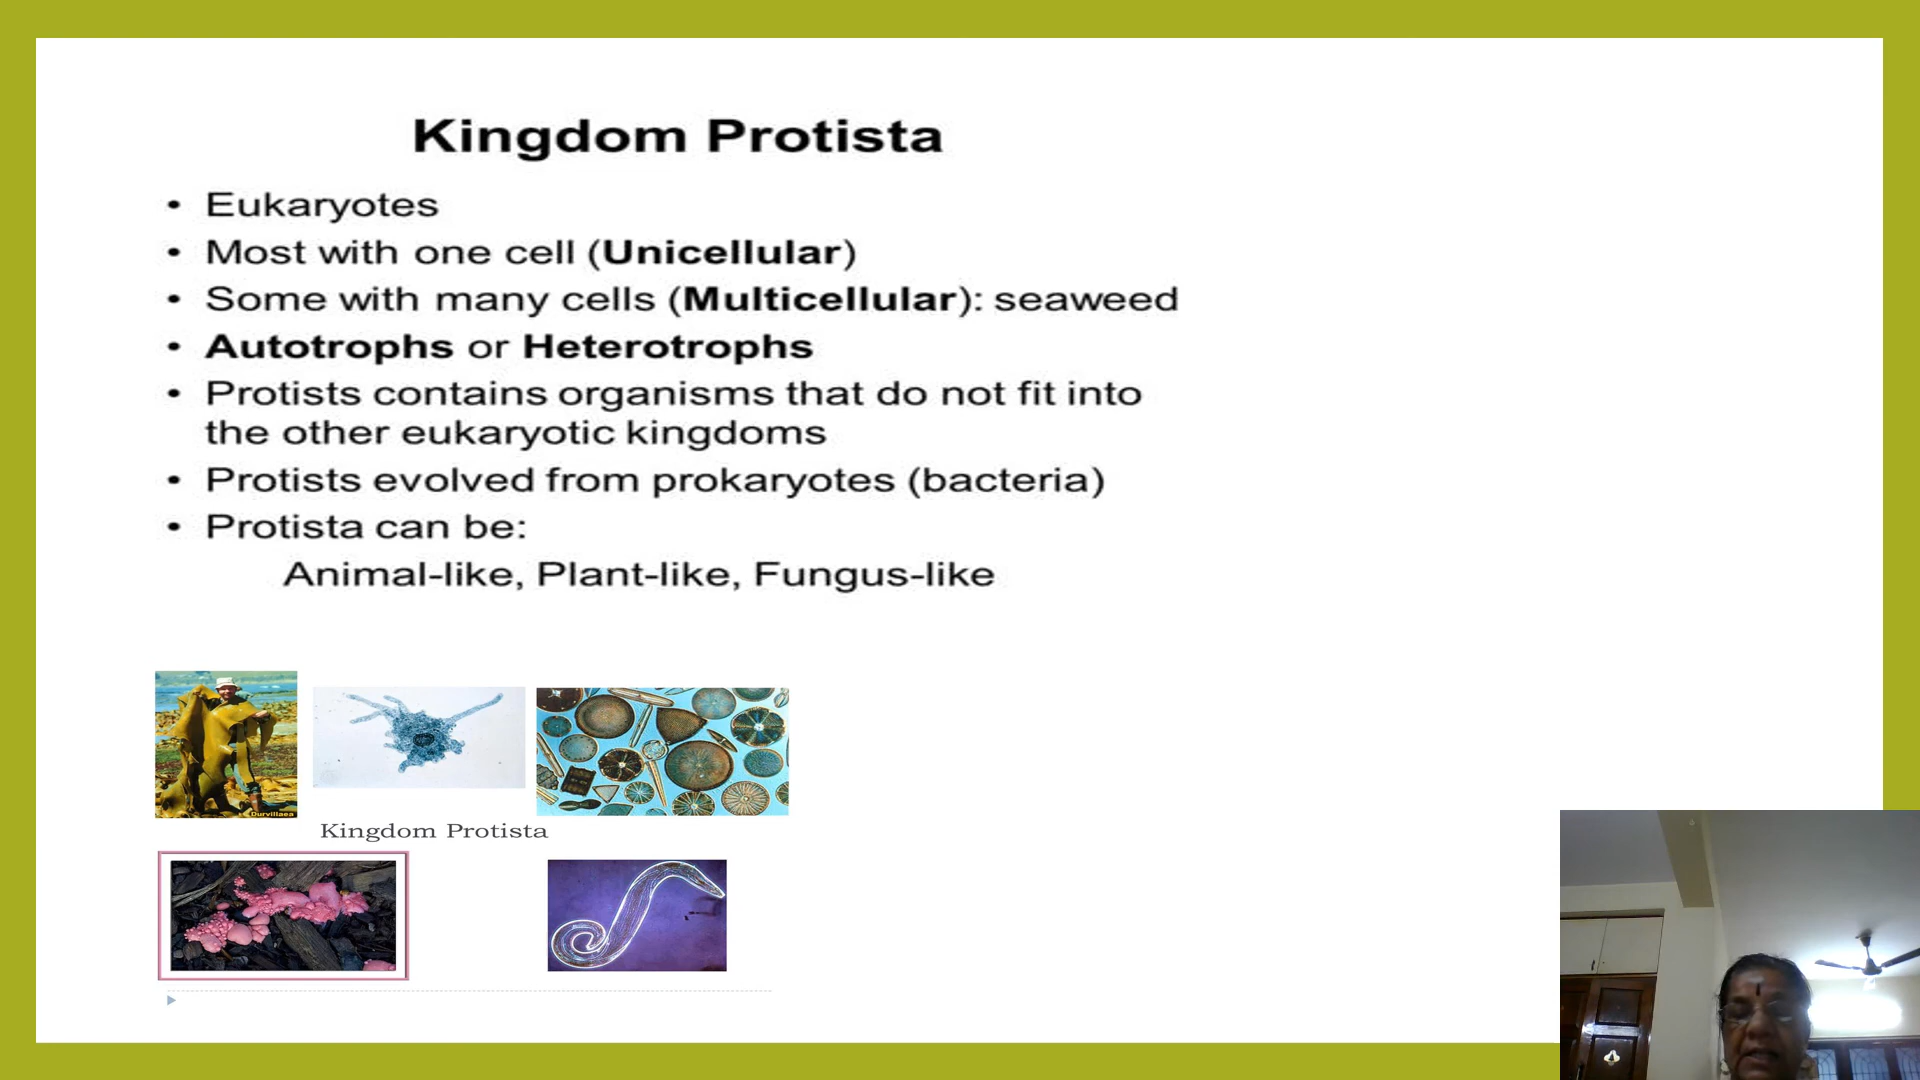 Kingdom Protista
• Eukaryotes
• Most with one cell (Unicellular)
• Some with many cells (Multicellular): seaweed
• Autotrophs or Heterotrophs
• Protists contains organisms that do not fit into
the other eukaryotic kingdoms
• Protists evolved from prokaryotes (bacteria)
• Protista can be:
Animal-like, Plant-like, Fungus-like
Durvillaea
Kingdom Protista